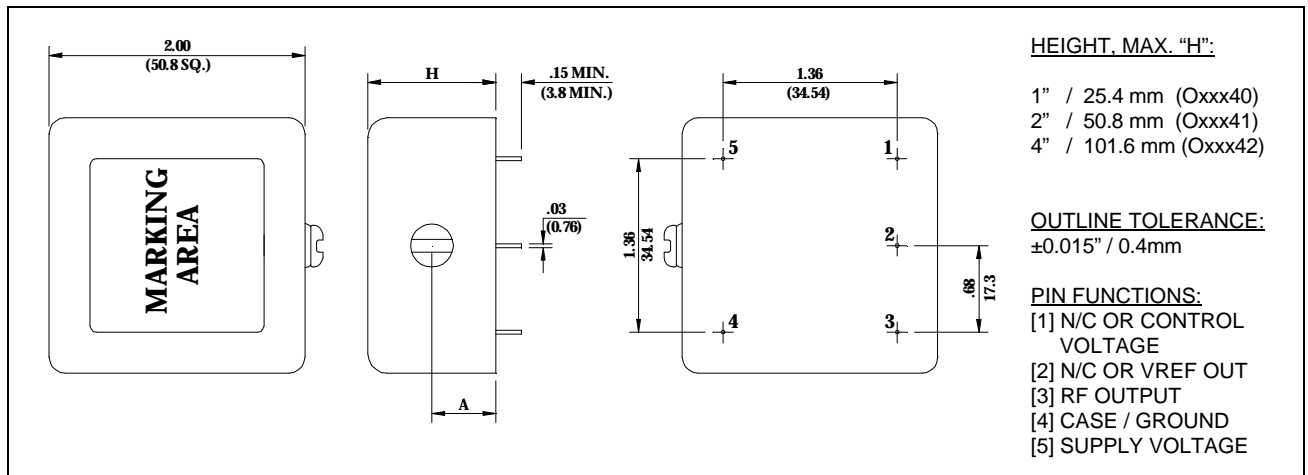 2.00
(50.8 SQ.)
MARKING
AREA
H
.15 MIN.
(3.8 MIN.)
.03
(0.76)
1.36
34.54
A
1.36
(34.54)
5
1
2
4
3
.68
17.3
HEIGHT, MAX. “H”:
1” / 25.4 mm (Oxxx40)
2” / 50.8 mm (Oxxx41)
4” / 101.6 mm (Oxxx42)
OUTLINE TOLERANCE:
±0.015” / 0.4mm
PIN FUNCTIONS:
[1] N/C OR CONTROL
VOLTAGE
[2] N/C OR VREF OUT
[3] RF OUTPUT
[4] CASE / GROUND
[5] SUPPLY VOLTAGE